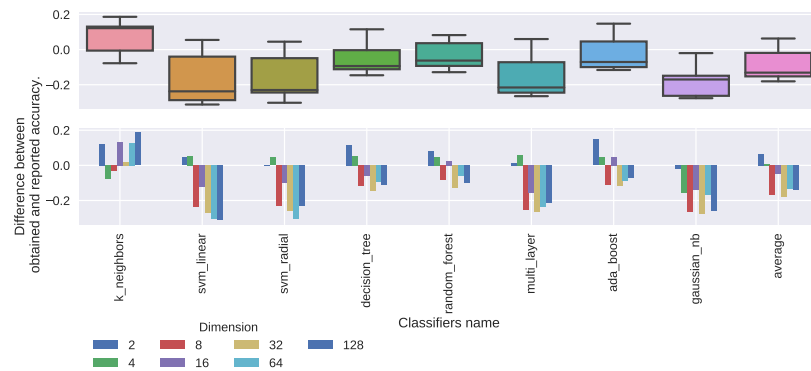 0.2
0.0
−0.2
0.2
0.0
−0.2
Difference between
obtained and reported accuracy.
k_neighbors
svm_linear
svm_radial
decision_tree
random_forest
multi_layer
ada_boost
gaussian_nb
average
Classifiers name
Dimension
2 8 32 128
4 16 64